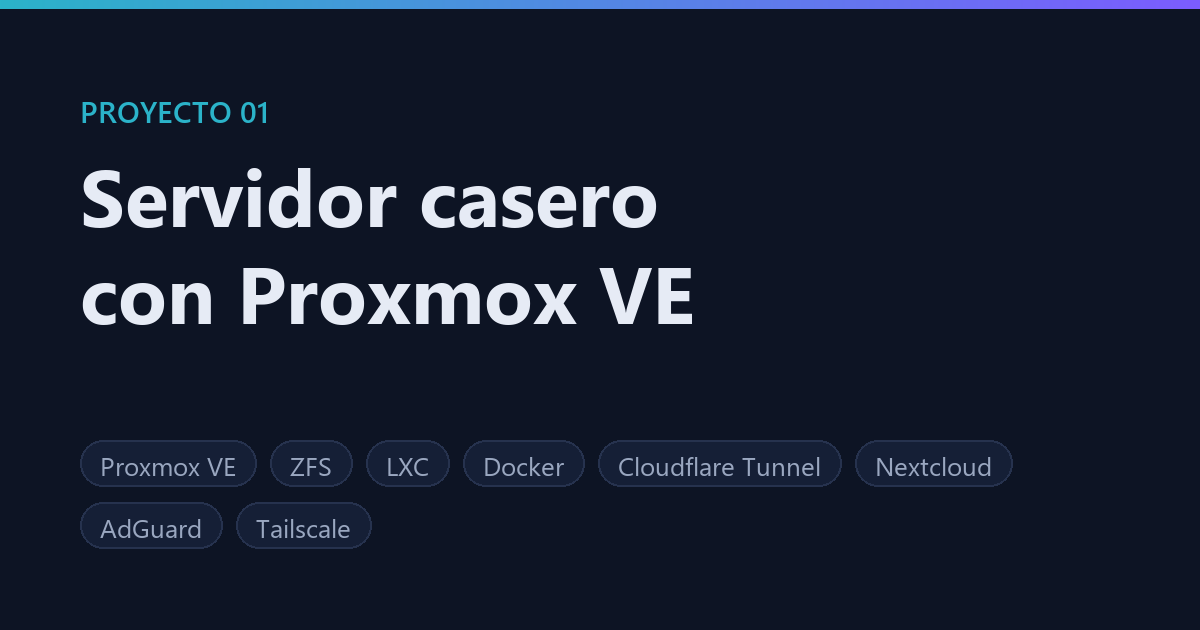 PROYECTO 01
Servidor casero
con Proxmox VE
Proxmox VE ZFS LXC Docker Cloudflare Tunnel Nextcloud
AdGuard Tailscale